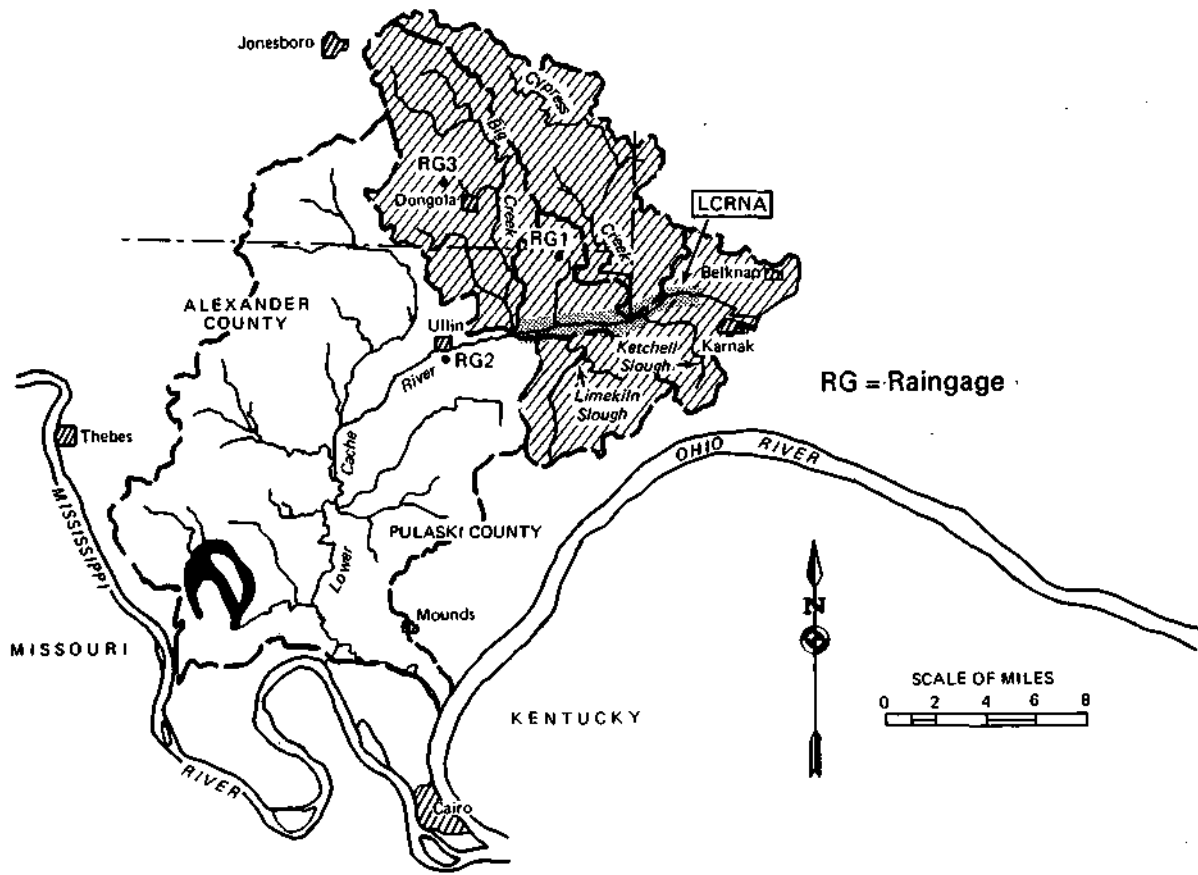 Jonesboro
Cypress
Big
RG3
Dongola
Creek
RG1
Creek
LCRNA
Belknap
ALEXANDER
COUNTY
Ullin
RG2
River
Ketchell
Slough
Karnak
Limekiln
Slough
RG = Raingage
Thebes
Cache
OHIO RIVER
MISSISSIPPI
PULASKI COUNTY
Lower
Mounds
N
MISSOURI
SCALE OF MILES
0 2 4 6 8
KENTUCKY
RIVER
Cairo